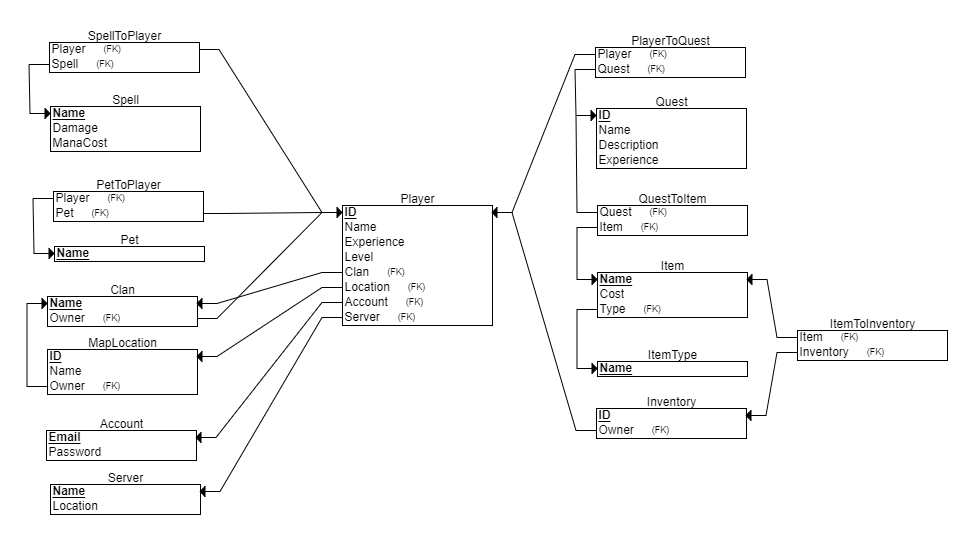 SpellToPlayer
Player (FK)
Spell (FK)
Spell
Name
Damage
ManaCost
PetToPlayer
Player (FK)
Pet (FK)
Pet
Name
Clan
Name
Owner (FK)
MapLocation
ID
Name
Owner (FK)
Account
Email
Password
Server
Name
Location
Player
ID
Name
Experience
Level
Clan (FK)
Location (FK)
Account (FK)
Server (FK)
PlayerToQuest
Player (FK)
Quest (FK)
Quest
ID
Name
Description
Experience
QuestToItem
Quest (FK)
Item (FK)
Item
Name
Cost
Type (FK)
ItemType
Name
Inventory
ID
Owner (FK)
ItemToInventory
Item (FK)
Inventory (FK)